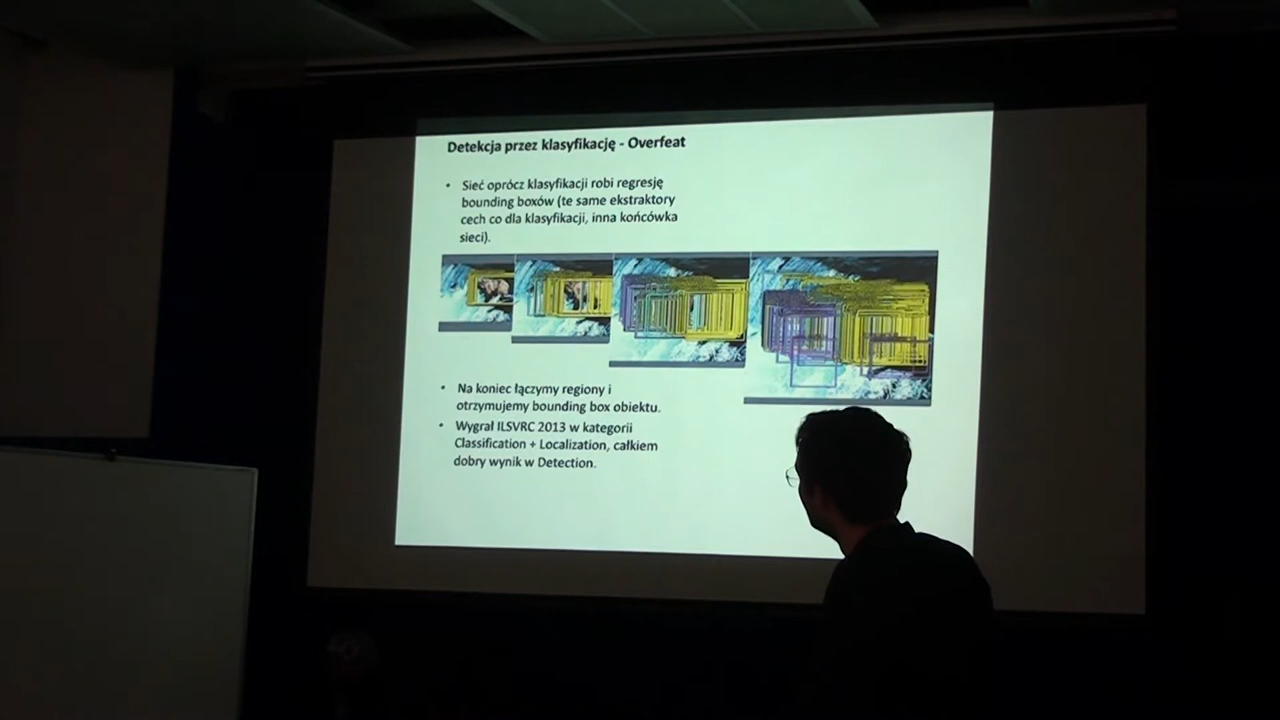 Detekcja przez klasyfikację - Overfeat
• Sieć oprócz klasyfikacji robi regresję
bounding boxów (te same ekstraktory
cech co dla klasyfikacji, inna końcówka
sieci).
• Na koniec łączymy regiony i
otrzymujemy bounding box obiektu.
• Wygrał ILSVRC 2013 w kategorii
Classification + Localization, całkiem
dobry wynik w Detection.